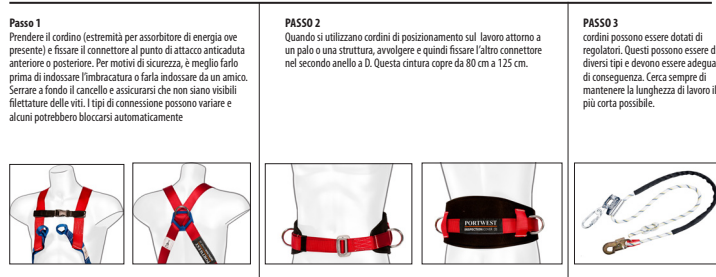 Passo 1
Prendere il cordino (estremità per assorbitore di energia ove
presente) e fissare il connettore al punto di attacco anticaduta
anteriore o posteriore. Per motivi di sicurezza, è meglio farlo
prima di indossare l'imbracatura o farla indossare da un amico.
Serrare a fondo il cancello e assicurarsi che non siano visibili
filettature delle viti. I tipi di connessione possono variare e
alcuni potrebbero bloccarsi automaticamente
PASSO 2
Quando si utilizzano cordini di posizionamento sul lavoro attorno a
un palo o una struttura, avvolgere e quindi fissare l'altro connettore
nel secondo anello a D. Questa cintura copre da 80 cm a 125 cm.
PASSO 3
cordini possono essere dotati di
regolatori. Questi possono essere d
diversi tipi e devono essere adegua
di conseguenza. Cerca sempre di
mantenere la lunghezza di lavoro il
più corta possibile.
PORTWEST